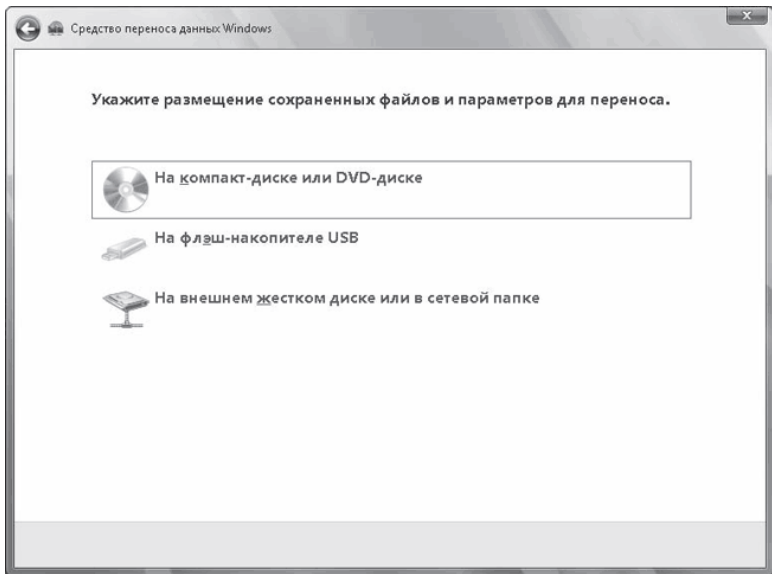 Средство переноса данных Windows
Укажите размещение сохраненных файлов и параметров для переноса.
На компакт-диске или DVD-диске
На флэш-накопителе USB
На внешнем жестком диске или в сетевой папке